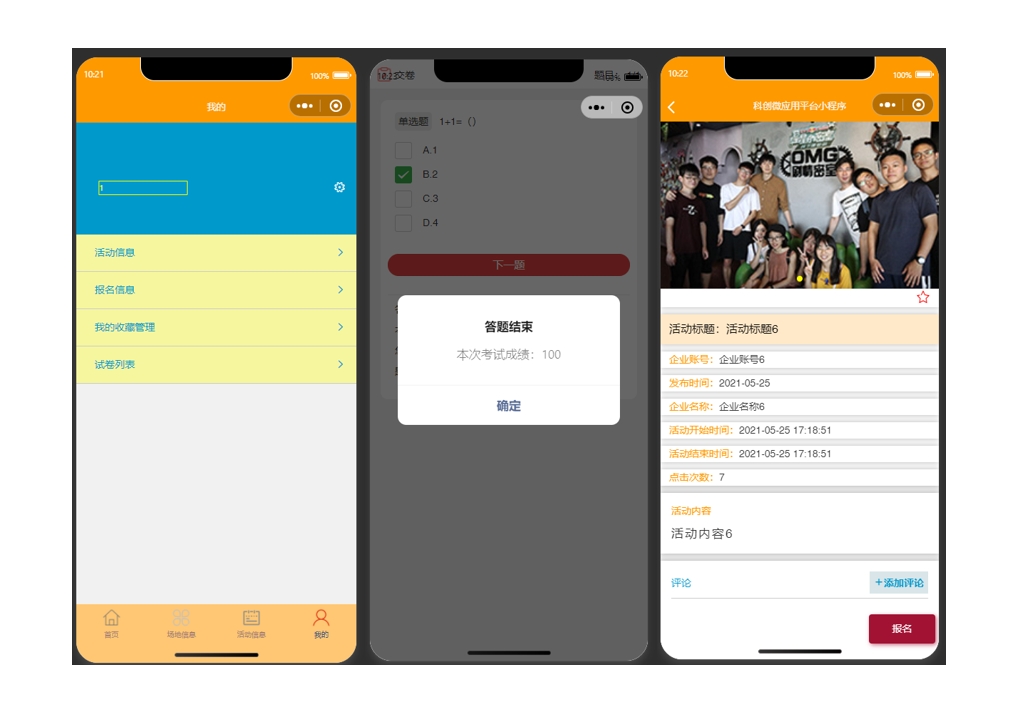 10:21
100%
我的
1
活动信息
报名信息
我的收藏管理
试卷列表
首页
场地信息
活动信息
我的
交卷
单选题 1+1=（）
A.1
B.2
C.3
D.4
下一题
答题结束
本次考试成绩：100
确定
10:22
100%
科创微应用平台小程序
OMG
活动标题：活动标题6
企业账号：企业账号6
发布时间：2021-05-25
企业名称：企业名称6
活动开始时间：2021-05-25 17:18:51
活动结束时间：2021-05-25 17:18:51
点击次数：7
活动内容
活动内容6
评论
+添加评论
报名